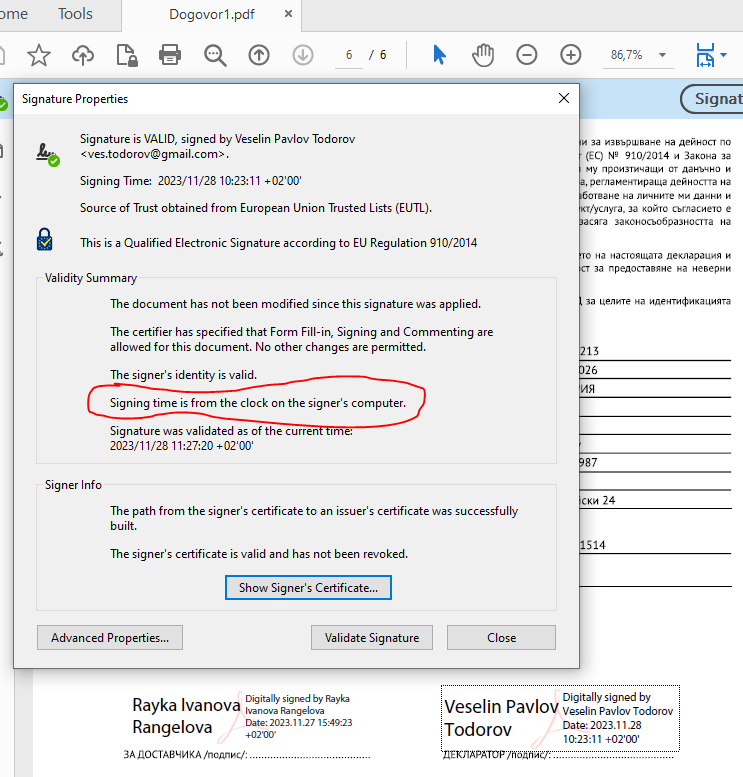 ome Tools Dogovor1.pdf ×
6 / 6 86,7%
Signature Properties
Signat
Signature is VALID, signed by Veselin Pavlov Todorov
<ves.todorov@gmail.com>.
Signing Time: 2023/11/28 10:23:11 +02'00'
Source of Trust obtained from European Union Trusted Lists (EUTL).
This is a Qualified Electronic Signature according to EU Regulation 910/2014
Validity Summary
The document has not been modified since this signature was applied.
The certifier has specified that Form Fill-in, Signing and Commenting are
allowed for this document. No other changes are permitted.
The signer's identity is valid.
Signing time is from the clock on the signer's computer.
Signature was validated as of the current time:
2023/11/28 11:27:20 +02'00'
Signer Info
The path from the signer's certificate to an issuer's certificate was successfully
built.
The signer's certificate is valid and has not been revoked.
Show Signer's Certificate...
Advanced Properties...
Validate Signature
Close
ни за извършване на дейност по
(ЕС) № 910/2014 и Закона за
му произтичащи от данъчно и
а, регламентираща дейността на
аботване на личните ми данни и
укт/услуга, за който съгласието е
засяга законосъобразността на
ето на настоящата декларация и
ст за предоставяне на неверни
за целите на идентификацията
213
026
РИЯ
987
йски 24
1514
Rayka Ivanova
Rangelova
Digitally signed by Rayka
Ivanova Rangelova
Date: 2023.11.27 15:49:23
+02'00'
ЗА ДОСТАВЧИКА /подпис/: ...................................
Veselin Pavlov
Todorov
Digitally signed by
Veselin Pavlov Todorov
Date: 2023.11.28
10:23:11 +02'00'
ДЕКЛАРАТОР /подпис/: ...................................